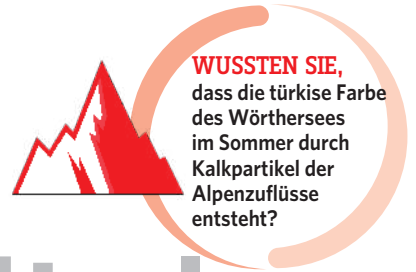 WUSSTEN SIE,
dass die türkise Farbe
des Wörthersees
im Sommer durch
Kalkpartikel der
Alpenzuflüsse
entsteht?